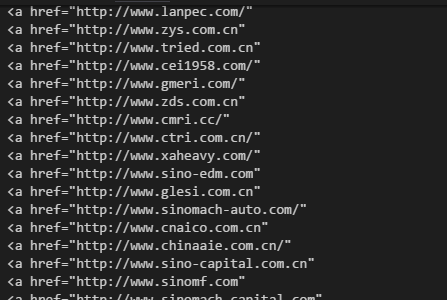 <a href="http://www.lanpec.com/"
<a href="http://www.zys.com.cn"
<a href="http://www.tried.com.cn"
<a href="http://www.cei1958.com/"
<a href="http://www.gmeri.com/"
<a href="http://www.zds.com.cn"
<a href="http://www.cmri.cc/"
<a href="http://www.ctri.com.cn/"
<a href="http://www.xaheavy.com/"
<a href="http://www.sino-edm.com"
<a href="http://www.glesi.com.cn"
<a href="http://www.sinomach-auto.com/"
<a href="http://www.cnaico.com.cn"
<a href="http://www.chinaaie.com.cn/"
<a href="http://www.sino-capital.com.cn"
<a href="http://www.sinomf.com"
<a href="http://www.sinomach-capital.com"